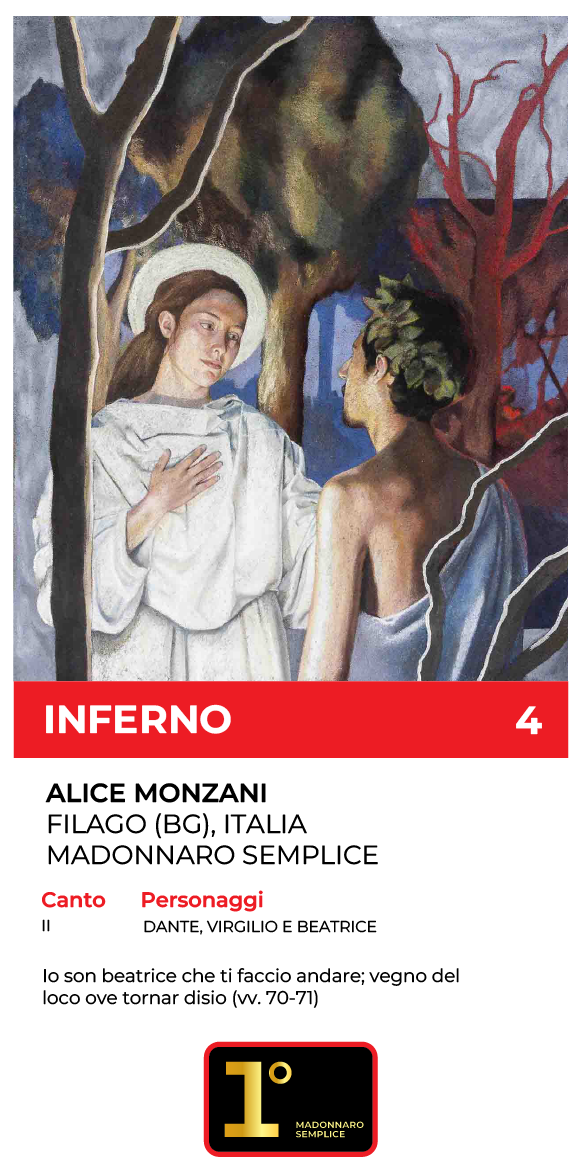 INFERNO 4
ALICE MONZANI
FILAGO (BG), ITALIA
MADONNARO SEMPLICE
Canto Personaggi
II DANTE, VIRGILIO E BEATRICE
Io son beatrice che ti faccio andare; vegno del
loco ove tornar disio (vv. 70-71)
1°
MADONNARO
SEMPLICE